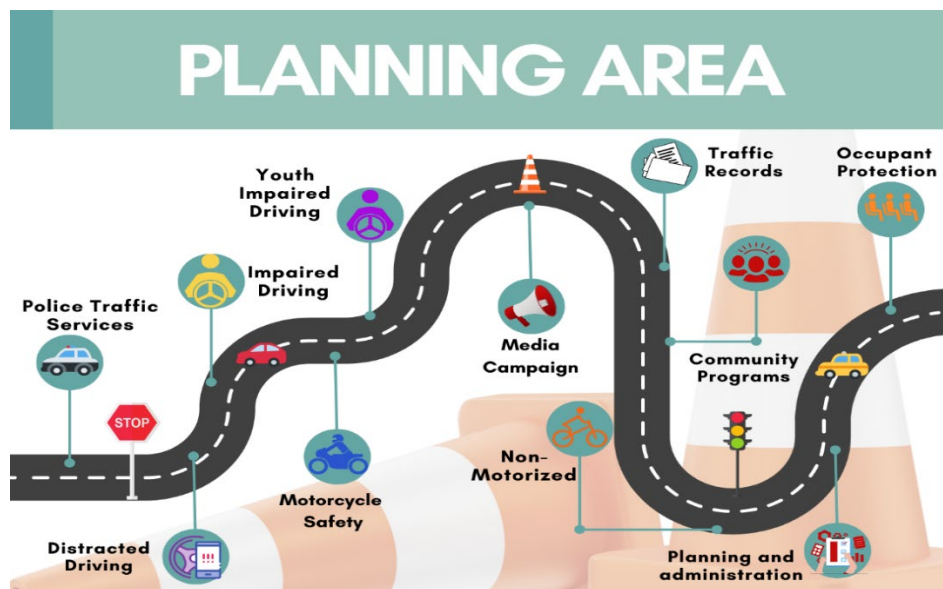 PLANNING AREA
Police Traffic
Services
STOP
Distracted
Driving
Impaired
Driving
Youth
Impaired
Driving
Motorcycle
Safety
Media
Campaign
Non-
Motorized
Traffic
Records
Community
Programs
Planning and
administration
Occupant
Protection